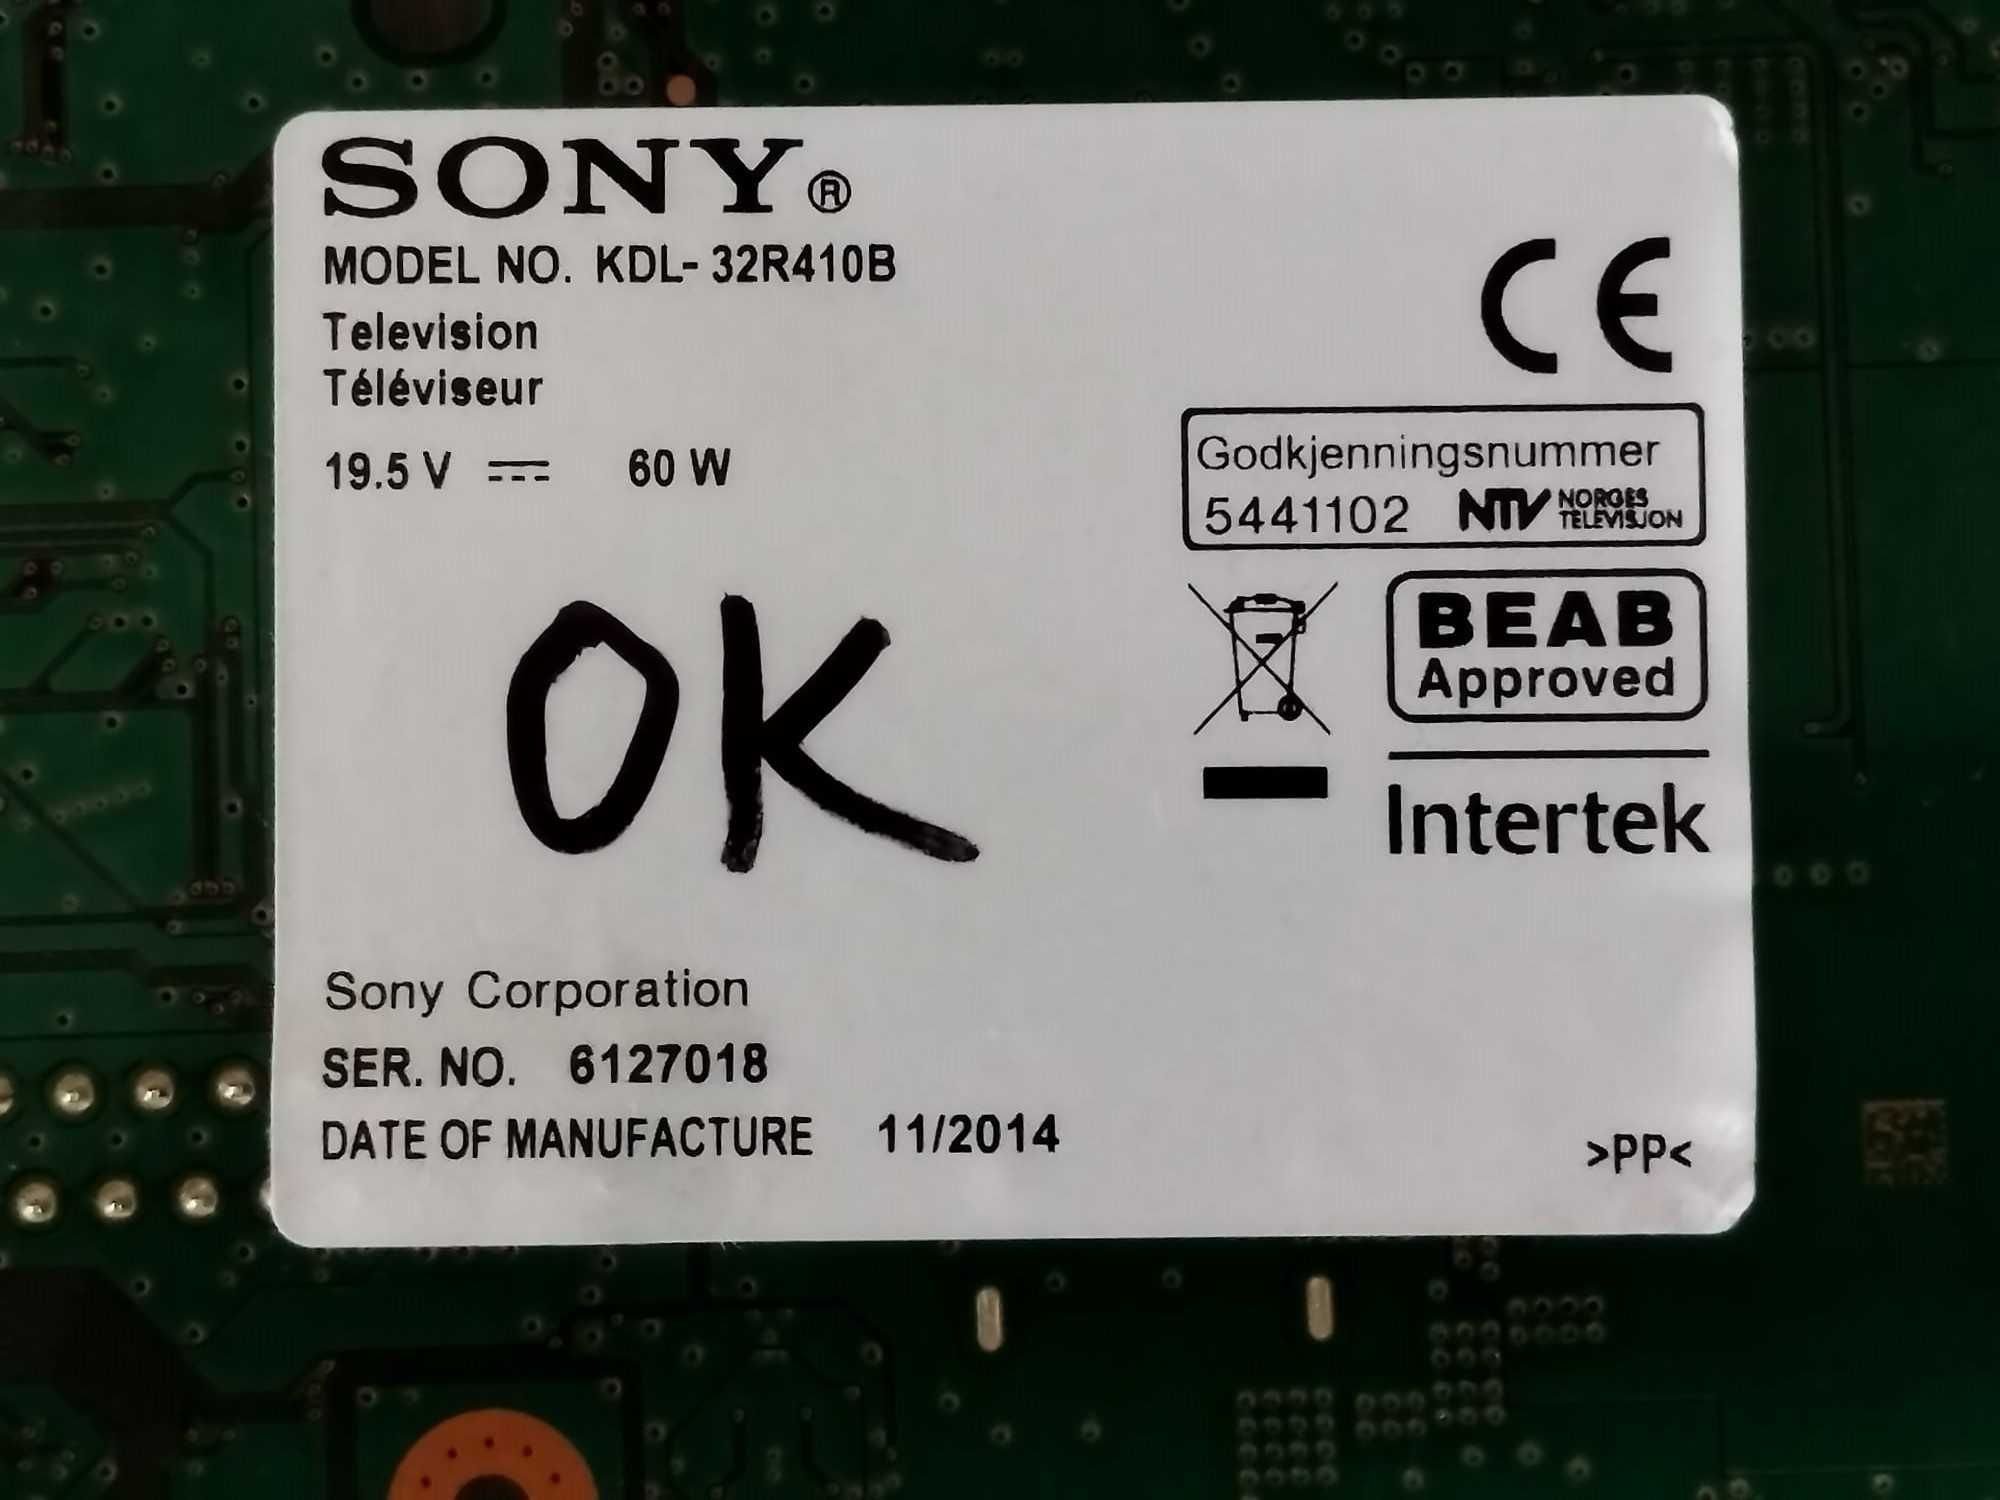 SONY®
MODEL NO. KDL- 32R410B
Television
Téléviseur
19.5 V ⎓ 60 W
CE
Godkjenningsnummer
5441102 NTV NORGES TELEVISJON
BEAB
Approved
Intertek
OK
Sony Corporation
SER. NO. 6127018
DATE OF MANUFACTURE 11/2014
>PP<